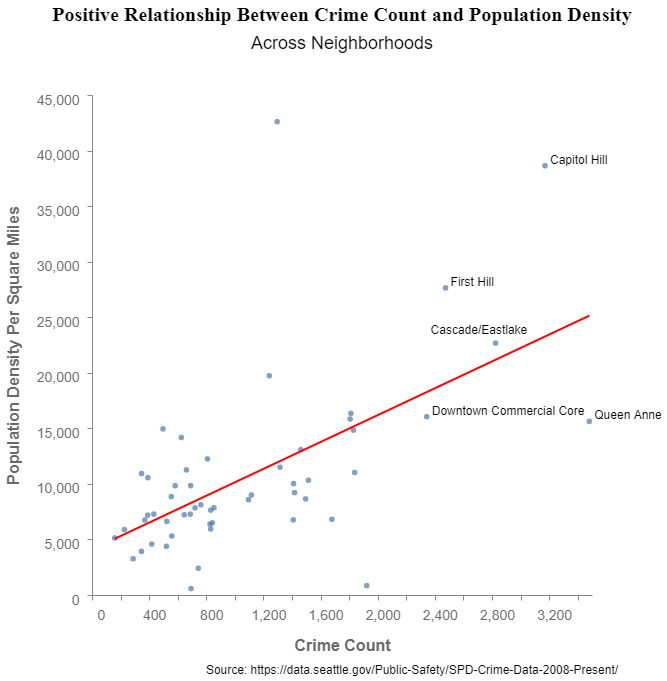 Positive Relationship Between Crime Count and Population Density
Across Neighborhoods
45,000
40,000
35,000
30,000
25,000
20,000
15,000
10,000
5,000
0
Population Density Per Square Miles
Capitol Hill
First Hill
Cascade/Eastlake
Downtown Commercial Core
Queen Anne
0 400 800 1,200 1,600 2,000 2,400 2,800 3,200
Crime Count
Source: https://data.seattle.gov/Public-Safety/SPD-Crime-Data-2008-Present/